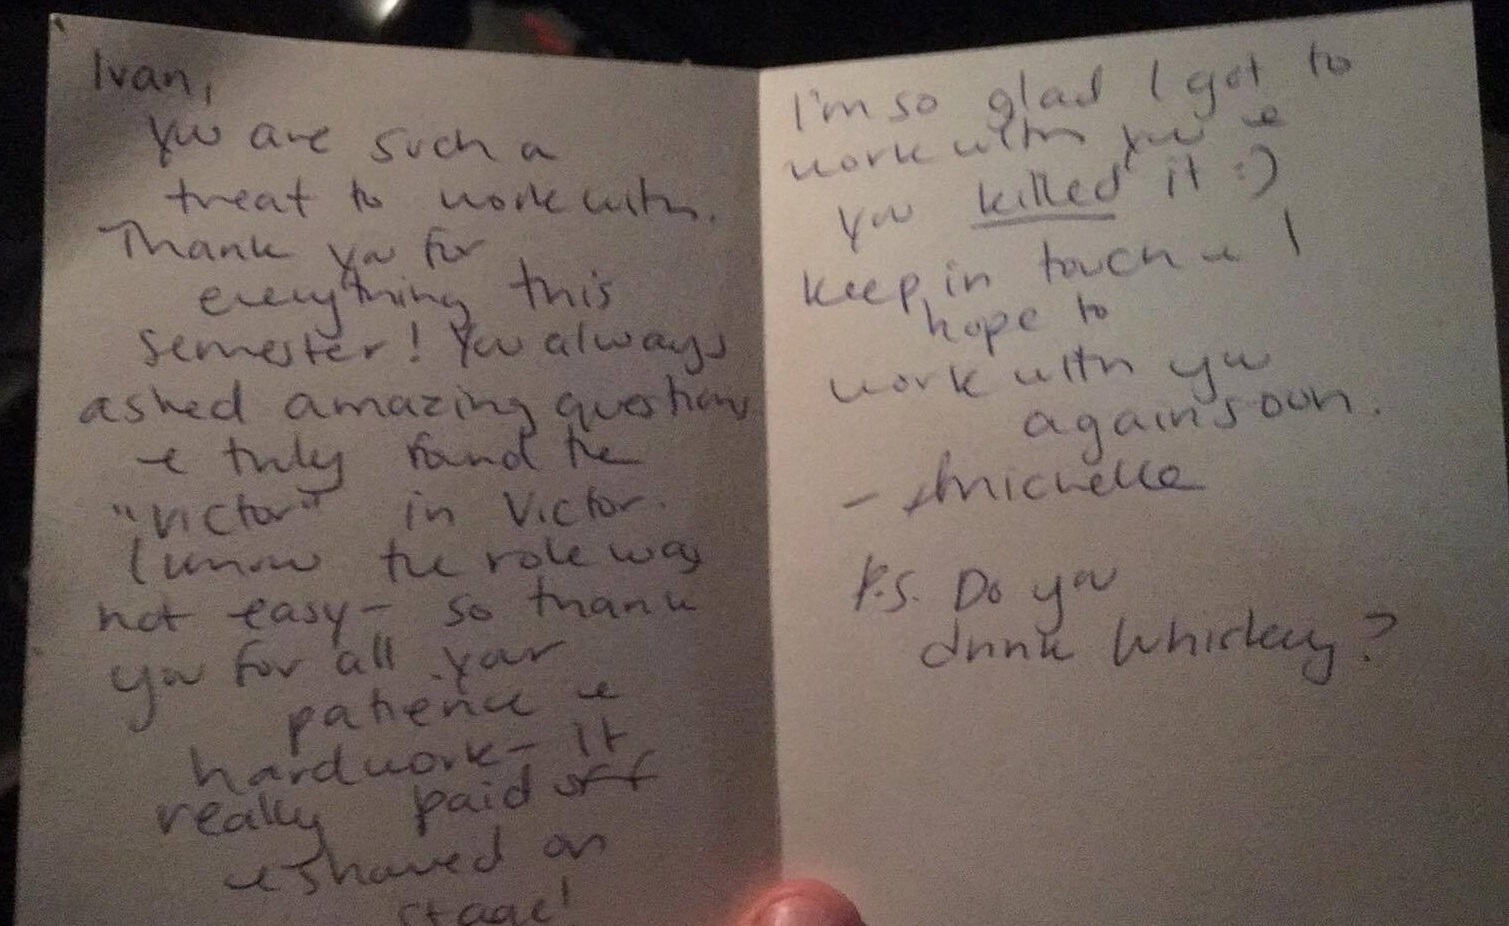 Ivan,
You are such a
treat to work with.
Thank you for
everything this
semester! You always
asked amazing questions
& truly found the
"victor" in Victor.
I know the role was
not easy - so thank
you for all your
patience &
hardwork - it
really paid off
& showed on
stage!
I'm so glad I got to
work with you &
you killed it :)
Keep in touch & I
hope to
work with you
again soon.
- Michelle
P.S. Do you
drink whiskey?